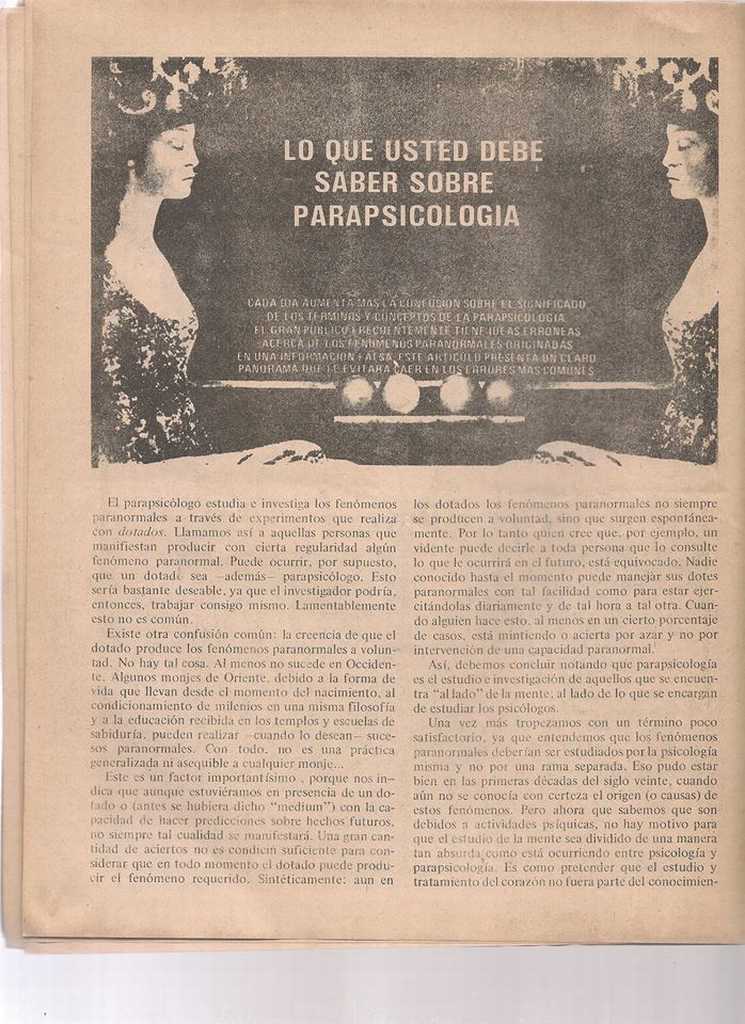 LO QUE USTED DEBE
SABER SOBRE
PARAPSICOLOGIA
CADA DIA AUMENTA MAS LA CONFUSION SOBRE EL SIGNIFICADO
DE LOS TERMINOS Y CONCEPTOS DE LA PARAPSICOLOGIA
EL GRAN PUBLICO FRECUENTEMENTE TIENE IDEAS ERRONEAS
ACERCA DE LOS FENOMENOS PARANORMALES ORIGINADAS
EN UNA INFORMACION FALSA. ESTE ARTICULO PRESENTA UN CLARO
PANORAMA QUE LE EVITARA CAER EN LOS ERRORES MAS COMUNES
El parapsicólogo estudia e investiga los fenómenos
paranormales a través de experimentos que realiza
con dotados. Llamamos así a aquellas personas que
manifiestan producir con cierta regularidad algún
fenómeno paranormal. Puede ocurrir, por supuesto,
que un dotado sea —además— parapsicólogo. Esto
sería bastante deseable, ya que el investigador podría,
entonces, trabajar consigo mismo. Lamentablemente
esto no es común.
Existe otra confusión común: la creencia de que el
dotado produce los fenómenos paranormales a volun-
tad. No hay tal cosa. Al menos no sucede en Occiden-
te. Algunos monjes de Oriente, debido a la forma de
vida que llevan desde el momento del nacimiento, al
condicionamiento de milenios en una misma filosofía
y a la educación recibida en los templos y escuelas de
sabiduría, pueden realizar —cuando lo desean— suce-
sos paranormales. Con todo, no es una práctica
generalizada ni asequible a cualquier monje...
Este es un factor importantísimo , porque nos in-
dica que aunque estuviéramos en presencia de un do-
tado o (antes se hubiera dicho "medium") con la ca-
pacidad de hacer predicciones sobre hechos futuros,
no siempre tal cualidad se manifestará. Una gran can-
tidad de aciertos no es condicin suficiente para con-
siderar que en todo momento el dotado puede produ-
cir el fenómeno requerido. Sintéticamente: aun en
los dotados los fenómenos paranormales no siempre
se producen a voluntad, sino que surgen espontánea-
mente. Por lo tanto quien cree que, por ejemplo, un
vidente puede decirle a toda persona que lo consulte
lo que le ocurrirá en el futuro, está equivocado. Nadie
conocido hasta el momento puede manejar sus dotes
paranormales con tal facilidad como para estar ejer-
citándolas diariamente y de tal hora a tal otra. Cuan-
do alguien hace esto, al menos en un cierto porcentaje
de casos, está mintiendo o acierta por azar y no por
intervención de una capacidad paranormal.
Así, debemos concluir notando que parapsicología
es el estudio e investigación de aquellos que se encuen-
tra "al lado" de la mente; al lado de lo que se encargan
de estudiar los psicólogos.
Una vez más tropezamos con un término poco
satisfactorio, ya que entendemos que los fenómenos
paranormales deberían ser estudiados por la psicología
misma y no por una rama separada. Eso pudo estar
bien en las primeras décadas del siglo veinte, cuando
aún no se conocía con certeza el origen (o causas) de
estos fenómenos. Pero ahora que sabemos que son
debidos a actividades psíquicas, no hay motivo para
que el estudio de la mente sea dividido de una manera
tan absurda como está ocurriendo entre psicología y
parapsicología. Es como pretender que el estudio y
tratamiento del corazón no fuera parte del conocimien-